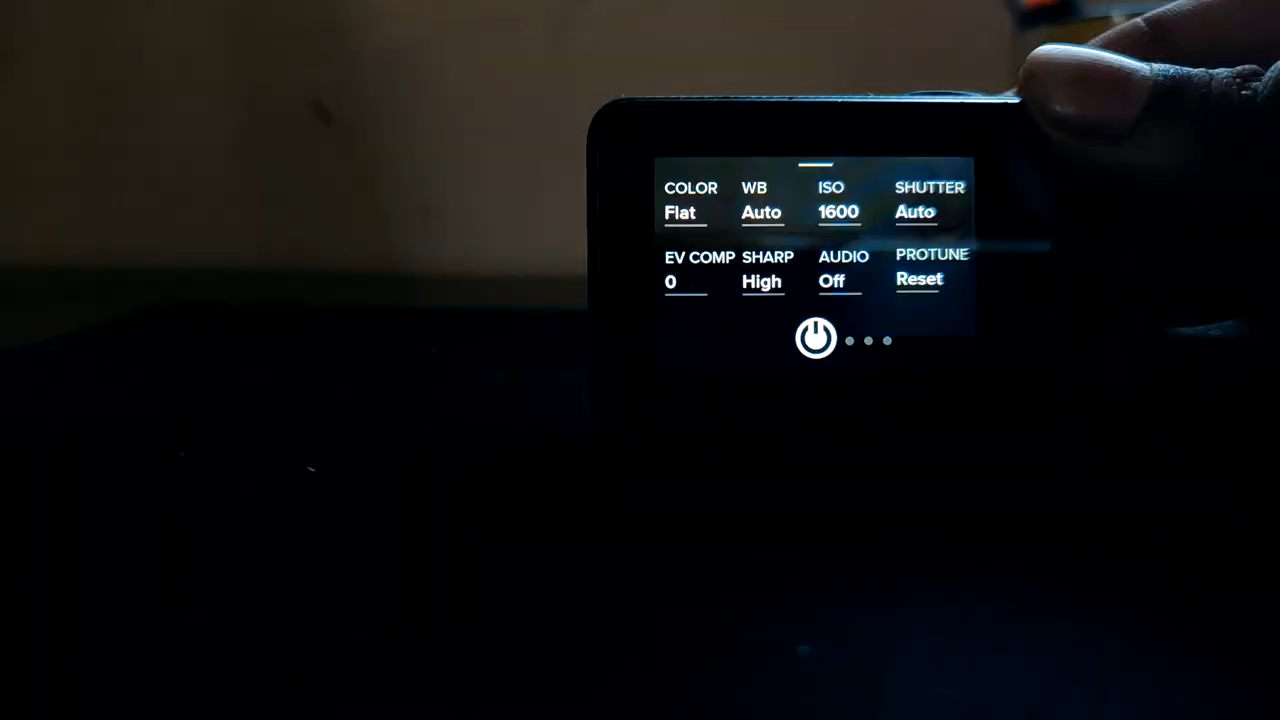 COLOR WB ISO SHUTTER
Flat Auto 1600 Auto
EV COMP SHARP AUDIO PROTUNE
0 High Off Reset